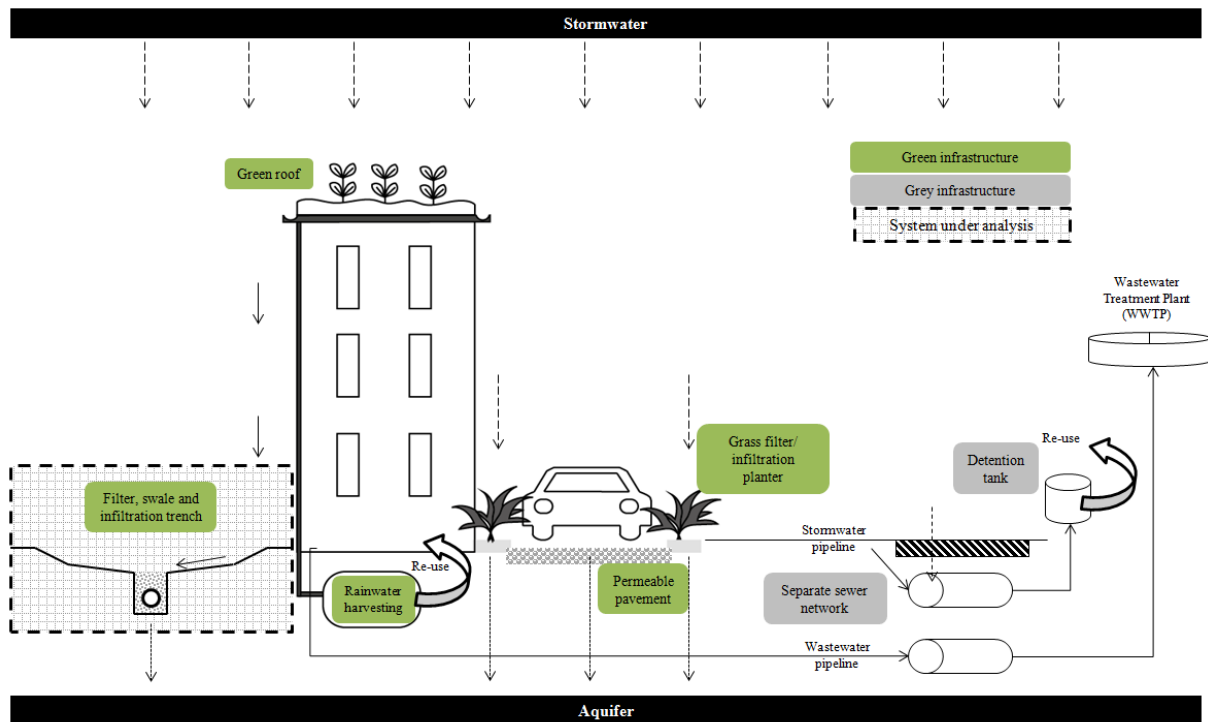 Stormwater
Green roof
Green infrastructure
Grey infrastructure
System under analysis
Wastewater
Treatment Plant
(WWTP)
Grass filter/
infiltration
planter
Re-use
Detention
tank
Filter, swale and
infiltration trench
Stormwater
pipeline
Re-use
Rainwater
harvesting
Permeable
pavement
Separate sewer
network
Wastewater
pipeline
Aquifer